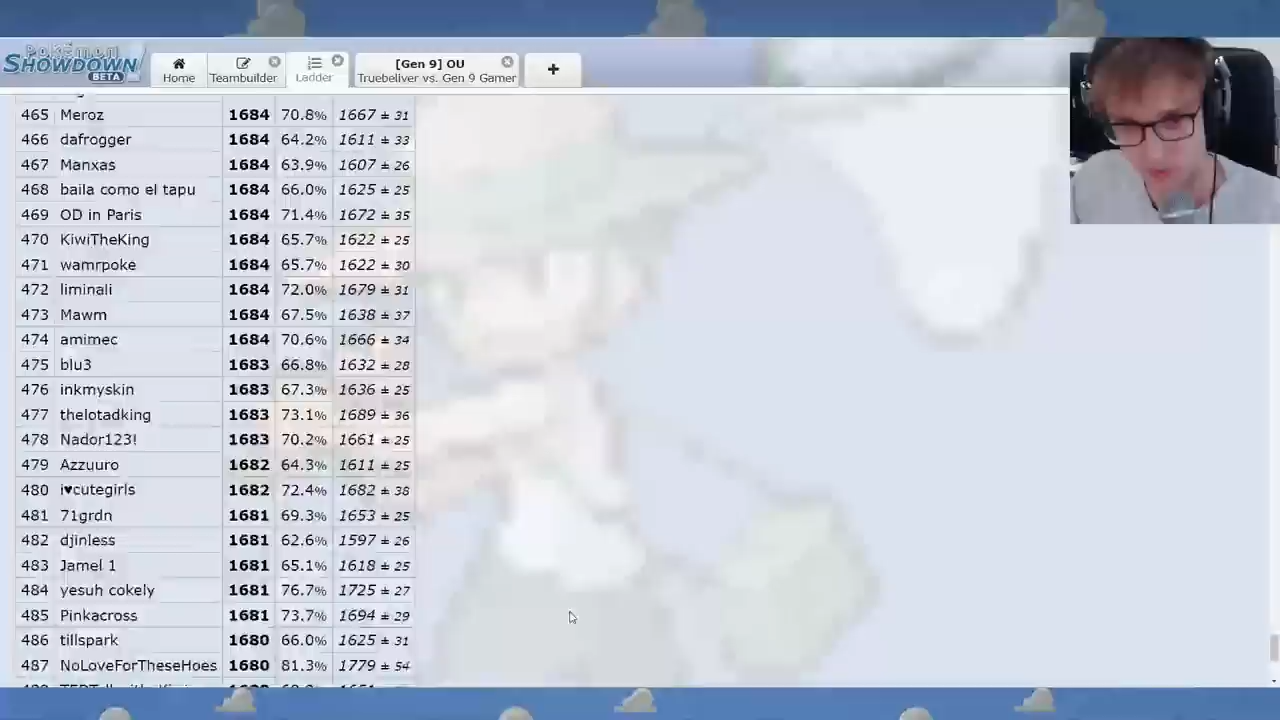 Pokémon
SHOWDOWN
BETA
Home
Teambuilder
Ladder
[Gen 9] OU
Truebeliver vs. Gen 9 Gamer
+
465 Meroz 1684 70.8% 1667 ± 31
466 dafrogger 1684 64.2% 1611 ± 33
467 Manxas 1684 63.9% 1607 ± 26
468 baila como el tapu 1684 66.0% 1625 ± 25
469 OD in Paris 1684 71.4% 1672 ± 35
470 KiwiTheKing 1684 65.7% 1622 ± 25
471 wamrpoke 1684 65.7% 1622 ± 30
472 liminali 1684 72.0% 1679 ± 31
473 Mawm 1684 67.5% 1638 ± 37
474 amimec 1684 70.6% 1666 ± 34
475 blu3 1683 66.8% 1632 ± 28
476 inkmyskin 1683 67.3% 1636 ± 25
477 thelotadking 1683 73.1% 1689 ± 36
478 Nador123! 1683 70.2% 1661 ± 25
479 Azzuuro 1682 64.3% 1611 ± 25
480 i♥cutegirls 1682 72.4% 1682 ± 38
481 71grdn 1681 69.3% 1653 ± 25
482 djinless 1681 62.6% 1597 ± 26
483 Jamel 1 1681 65.1% 1618 ± 25
484 yesuh cokely 1681 76.7% 1725 ± 27
485 Pinkacross 1681 73.7% 1694 ± 29
486 tillspark 1680 66.0% 1625 ± 31
487 NoLoveForTheseHoes 1680 81.3% 1779 ± 54